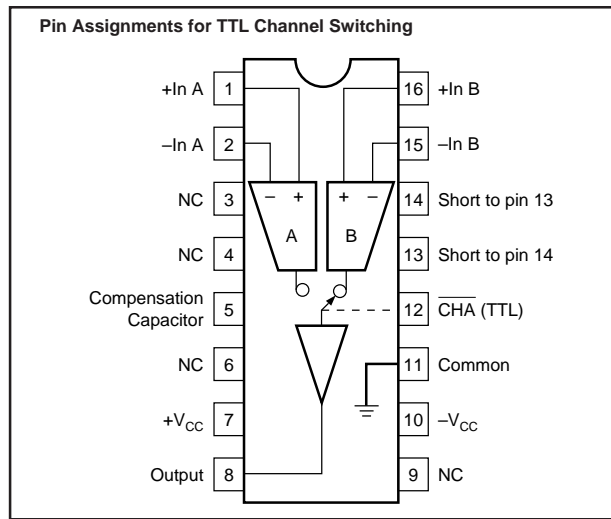 Pin Assignments for TTL Channel Switching
+In A 1 16 +In B
–In A 2 15 –In B
NC 3 – + + – 14 Short to pin 13
A B
NC 4 13 Short to pin 14
Compensation
Capacitor 5 12 C̅H̅A̅ (TTL)
NC 6 11 Common
+VCC 7 10 –VCC
Output 8 9 NC